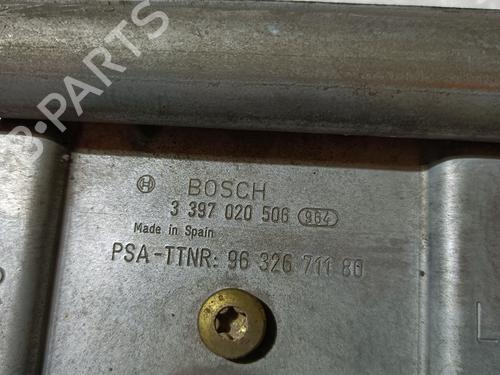 B-PARTS
BOSCH
3 397 020 506 964
Made in Spain
PSA-TTNR: 96 326 711 80
L